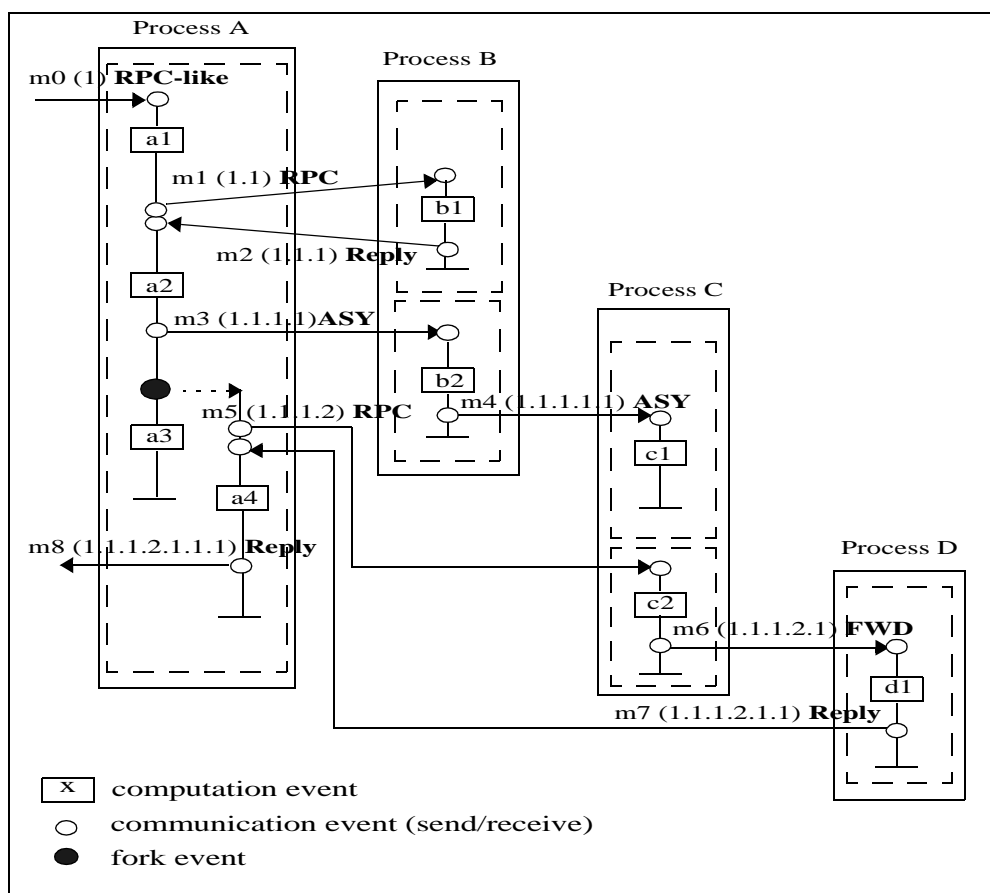 Process A
Process B
m0 (1) RPC-like
a1
m1 (1.1) RPC
b1
m2 (1.1.1) Reply
a2
Process C
m3 (1.1.1.1)ASY
b2
m4 (1.1.1.1.1) ASY
m5 (1.1.1.2) RPC
a3
c1
a4
m8 (1.1.1.2.1.1.1) Reply
Process D
c2
m6 (1.1.1.2.1) FWD
d1
m7 (1.1.1.2.1.1) Reply
x computation event
communication event (send/receive)
fork event